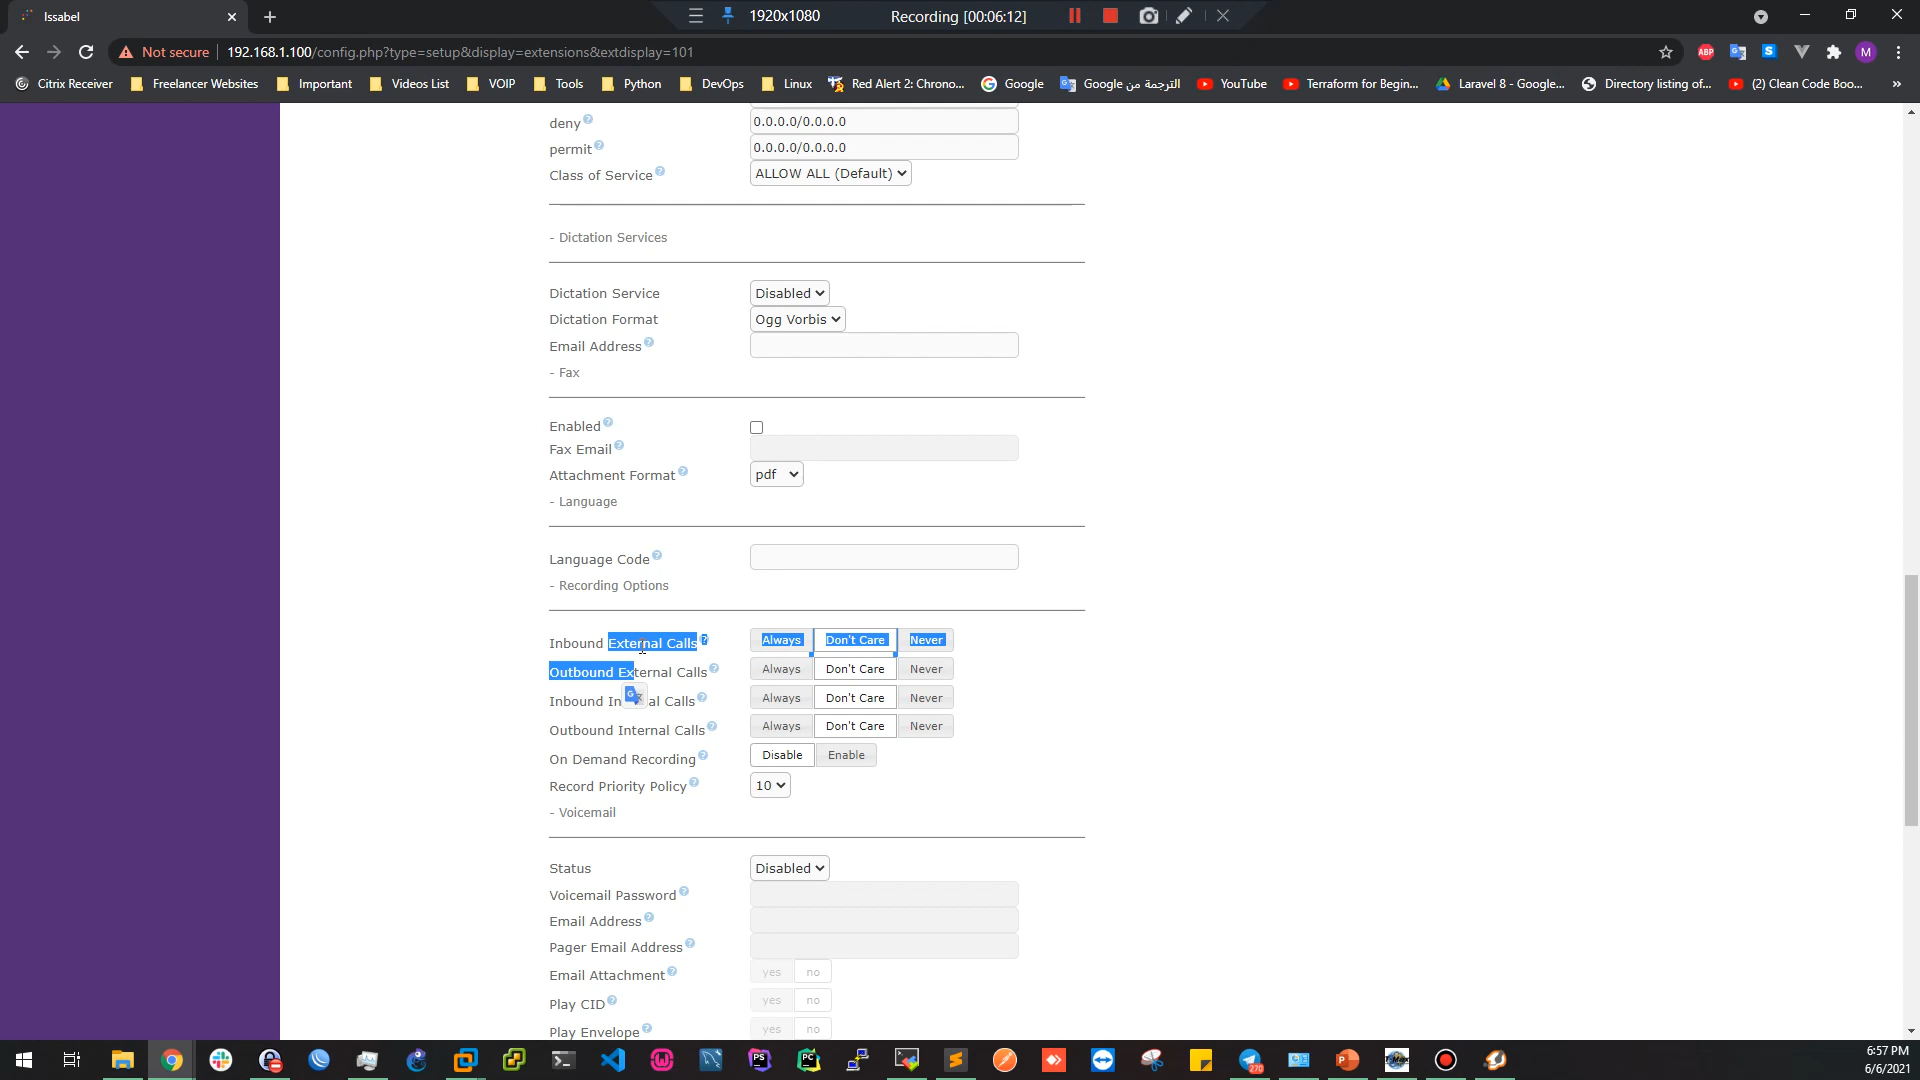 Issabel
1920x1080
Recording [00:06:12]
Not secure
192.168.1.100/config.php?type=setup&display=extensions&extdisplay=101
ABP
M
Citrix Receiver
Freelancer Websites
Important
Videos List
VOIP
Tools
Python
DevOps
Linux
Red Alert 2: Chrono...
Google
الترجمة من Google
YouTube
Terraform for Begin...
Laravel 8 - Google...
Directory listing of...
(2) Clean Code Boo...
»
deny
0.0.0.0/0.0.0.0
permit
0.0.0.0/0.0.0.0
Class of Service
ALLOW ALL (Default)
- Dictation Services
Dictation Service
Disabled
Dictation Format
Ogg Vorbis
Email Address
- Fax
Enabled
Fax Email
Attachment Format
pdf
- Language
Language Code
- Recording Options
Inbound External Calls
Always Don't Care Never
Outbound External Calls
Always Don't Care Never
Inbound In al Calls
Always Don't Care Never
Outbound Internal Calls
Always Don't Care Never
On Demand Recording
Disable Enable
Record Priority Policy
10
- Voicemail
Status
Disabled
Voicemail Password
Email Address
Pager Email Address
Email Attachment
yes no
Play CID
yes no
Play Envelope
yes no
PS
PC
270
6:57 PM
6/6/2021